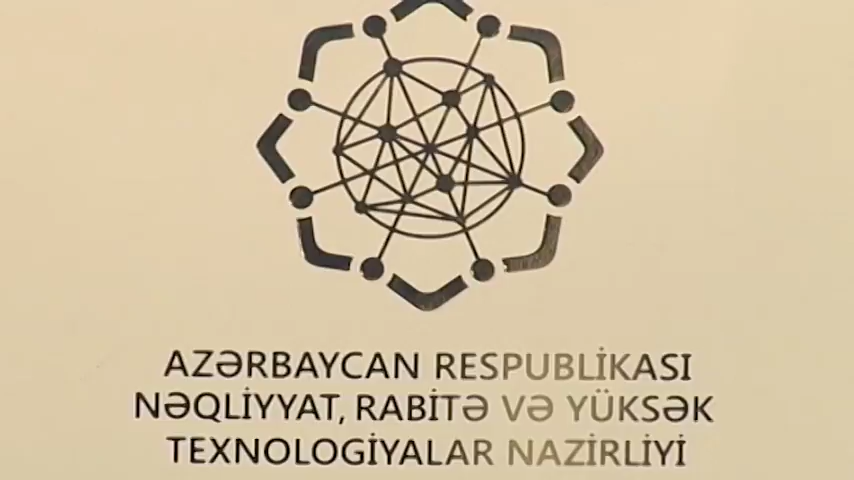 AZƏRBAYCAN RESPUBLİKASI
NƏQLİYYAT, RABİTƏ VƏ YÜKSƏK
TEXNOLOGİYALAR NAZİRLİYİ